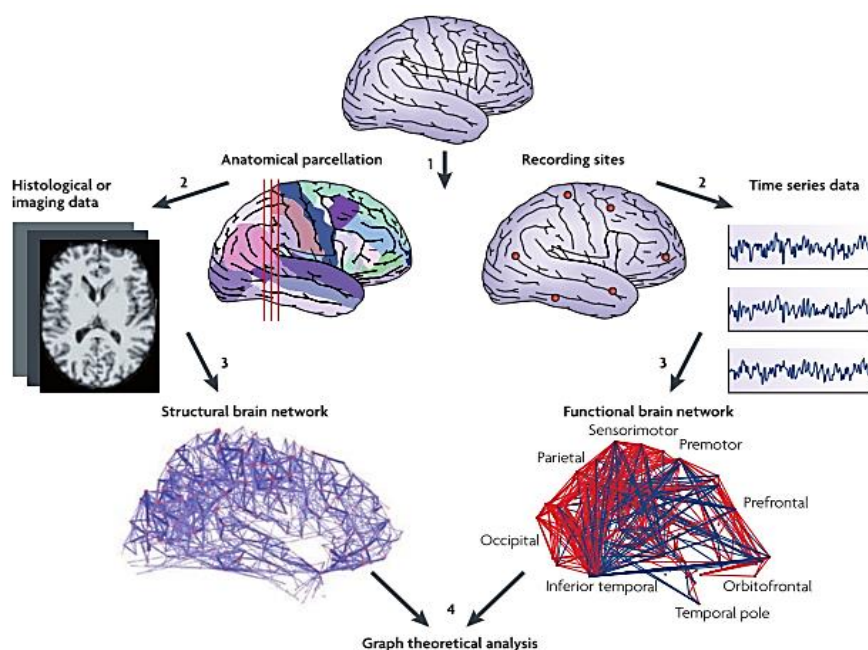 1
Anatomical parcellation
Recording sites
Histological or
imaging data
2
2
Time series data
3
3
Structural brain network
Functional brain network
Sensorimotor
Premotor
Parietal
Prefrontal
Occipital
Inferior temporal
Orbitofrontal
Temporal pole
4
Graph theoretical analysis